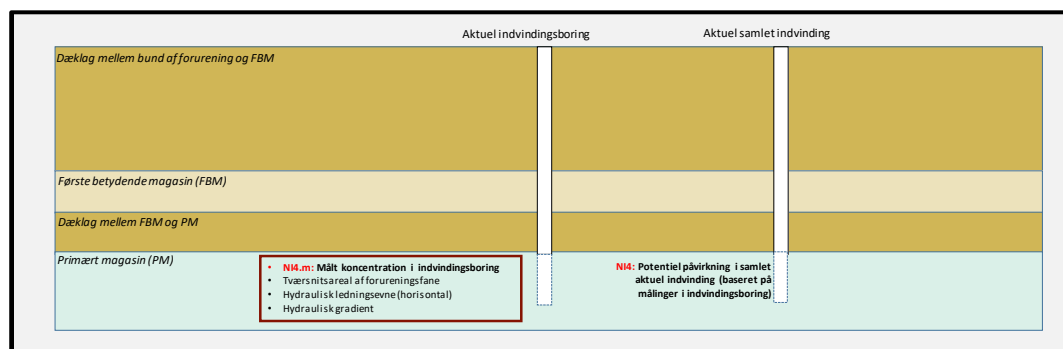 Aktuel indvindingsboring
Aktuel samlet indvinding
Dæklag mellem bund af forurening og FBM
Første betydende magasin (FBM)
Dæklag mellem FBM og PM
Primært magasin (PM)
• NI4.m: Målt koncentration i indvindingsboring
• Tværsnitsareal af forureningsfane
• Hydraulisk ledningsevne (horisontal)
• Hydraulisk gradient
NI4: Potentiel påvirkning i samlet
aktuel indvinding (baseret på
målinger i indvindingsboring)